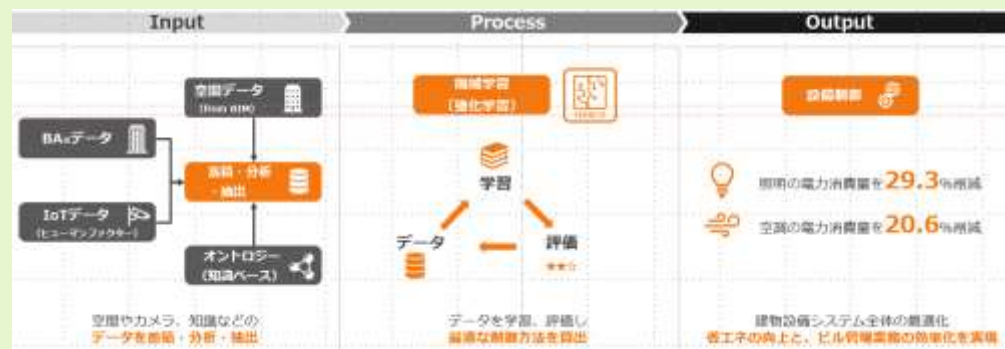 Input
Process
Output
空間データ
(from BIM)
BASデータ
IoTデータ
(ヒューマンファクター)
蓄積・分析
・抽出
オントロジー
(知識ベース)
空間やカメラ、知識などの
データを蓄積・分析・抽出
機械学習
(強化学習)
学習
データ
評価
データを学習、評価し
最適な制御方法を算出
設備制御
照明の電力消費量を29.3%削減
空調の電力消費量を20.6%削減
建物設備システム全体の最適化
省エネの向上と、ビル管理業務の効率化を実現